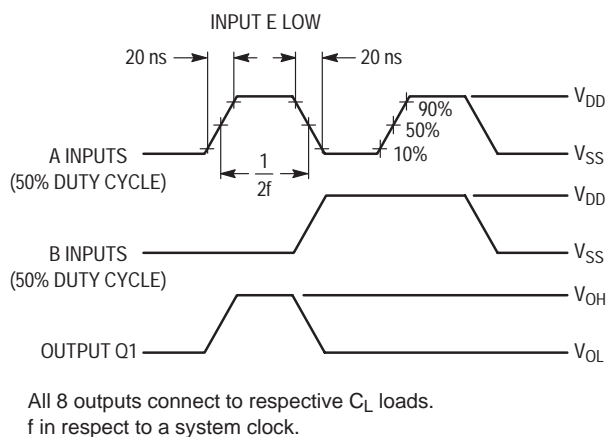 INPUT E LOW
20 ns
20 ns
V_DD
90%
50%
10%
A INPUTS
(50% DUTY CYCLE)
1
2f
V_SS
V_DD
B INPUTS
(50% DUTY CYCLE)
V_SS
V_OH
OUTPUT Q1
V_OL
All 8 outputs connect to respective C_L loads.
f in respect to a system clock.